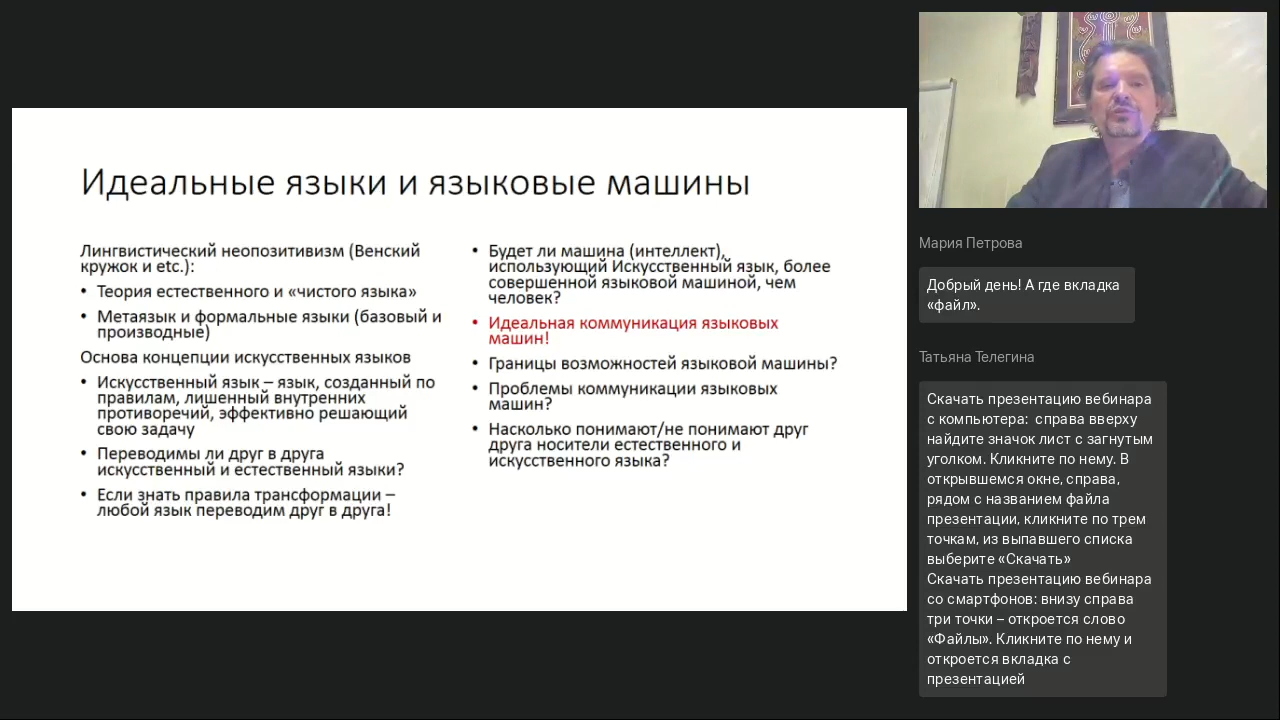 Идеальные языки и языковые машины
Лингвистический неопозитивизм (Венский
кружок и etc.):
• Теория естественного и «чистого языка»
• Метаязык и формальные языки (базовый и
производные)
Основа концепции искусственных языков
• Искусственный язык – язык, созданный по
правилам, лишенный внутренних
противоречий, эффективно решающий
свою задачу
• Переводимы ли друг в друга
искусственный и естественный языки?
• Если знать правила трансформации –
любой язык переводим друг в друга!
• Будет ли машина (интеллект),
использующий Искусственный язык, более
совершенной языковой машиной, чем
человек?
• Идеальная коммуникация языковых
машин!
• Границы возможностей языковой машины?
• Проблемы коммуникации языковых
машин?
• Насколько понимают/не понимают друг
друга носители естественного и
искусственного языка?
Мария Петрова
Добрый день! А где вкладка
«файл».
Татьяна Телегина
Скачать презентацию вебинара
с компьютера: справа вверху
найдите значок лист с загнутым
уголком. Кликните по нему. В
открывшемся окне, справа,
рядом с названием файла
презентации, кликните по трем
точкам, из выпавшего списка
выберите «Скачать»
Скачать презентацию вебинара
со смартфонов: внизу справа
три точки – откроется слово
«Файлы». Кликните по нему и
откроется вкладка с
презентацией